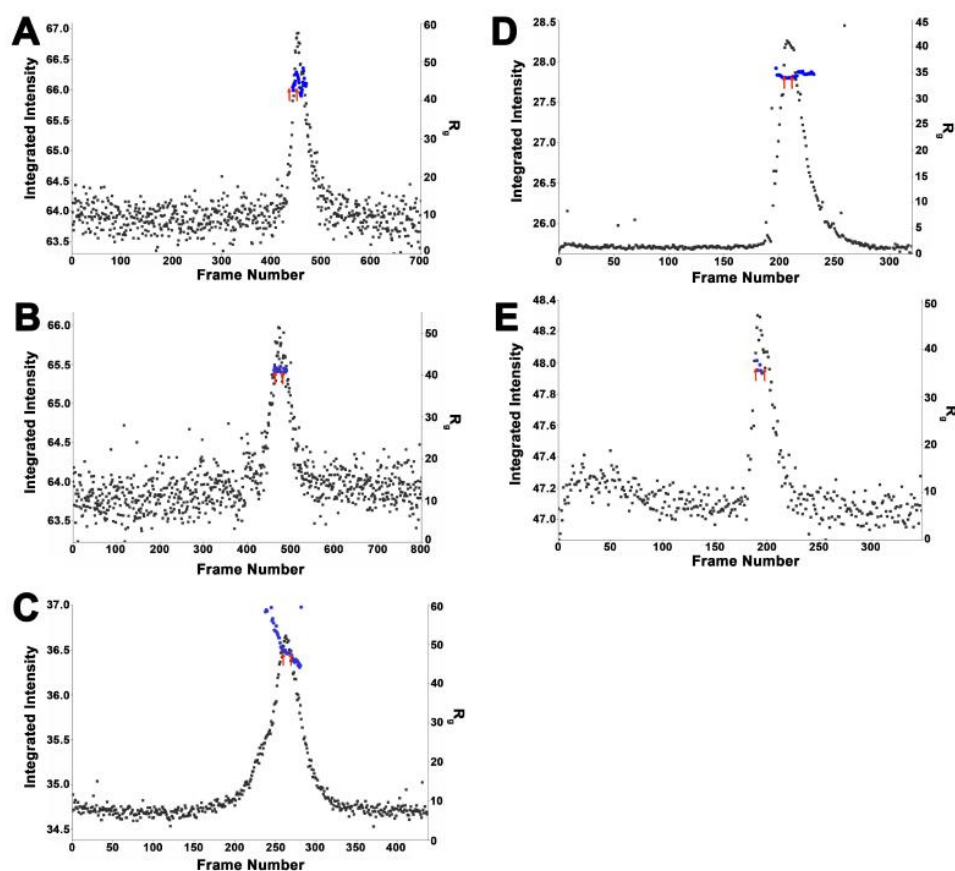 A
67.0
66.5
66.0
65.5
65.0
64.5
64.0
63.5
Integrated Intensity
60
50
40
30
20
10
0
Rg
0 100 200 300 400 500 600 700
Frame Number
D
28.5
28.0
27.5
27.0
26.5
26.0
Integrated Intensity
45
40
35
30
25
20
15
10
5
0
Rg
0 50 100 150 200 250 300
Frame Number
B
66.0
65.5
65.0
64.5
64.0
63.5
Integrated Intensity
50
40
30
20
10
0
Rg
0 100 200 300 400 500 600 700 800
Frame Number
E
48.4
48.2
48.0
47.8
47.6
47.4
47.2
47.0
Integrated Intensity
50
40
30
20
10
0
Rg
0 50 100 150 200 250 300
Frame Number
C
37.0
36.5
36.0
35.5
35.0
34.5
Integrated Intensity
60
50
40
30
20
10
0
Rg
0 50 100 150 200 250 300 350 400
Frame Number